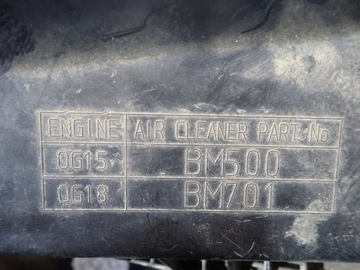 ENGINE AIR CLEANER PART No
QG15 BM500
QG18 BM701